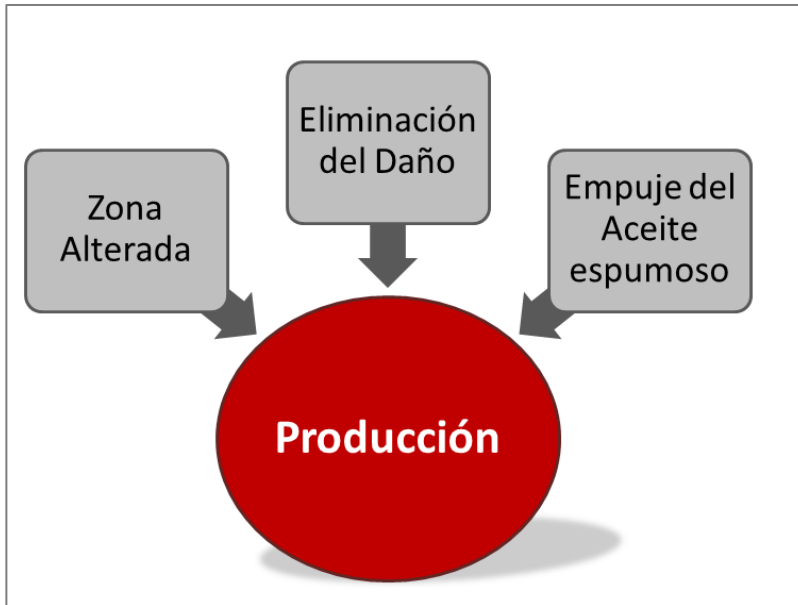 Eliminación
del Daño
Zona
Alterada
Empuje del
Aceite
espumoso
Producción